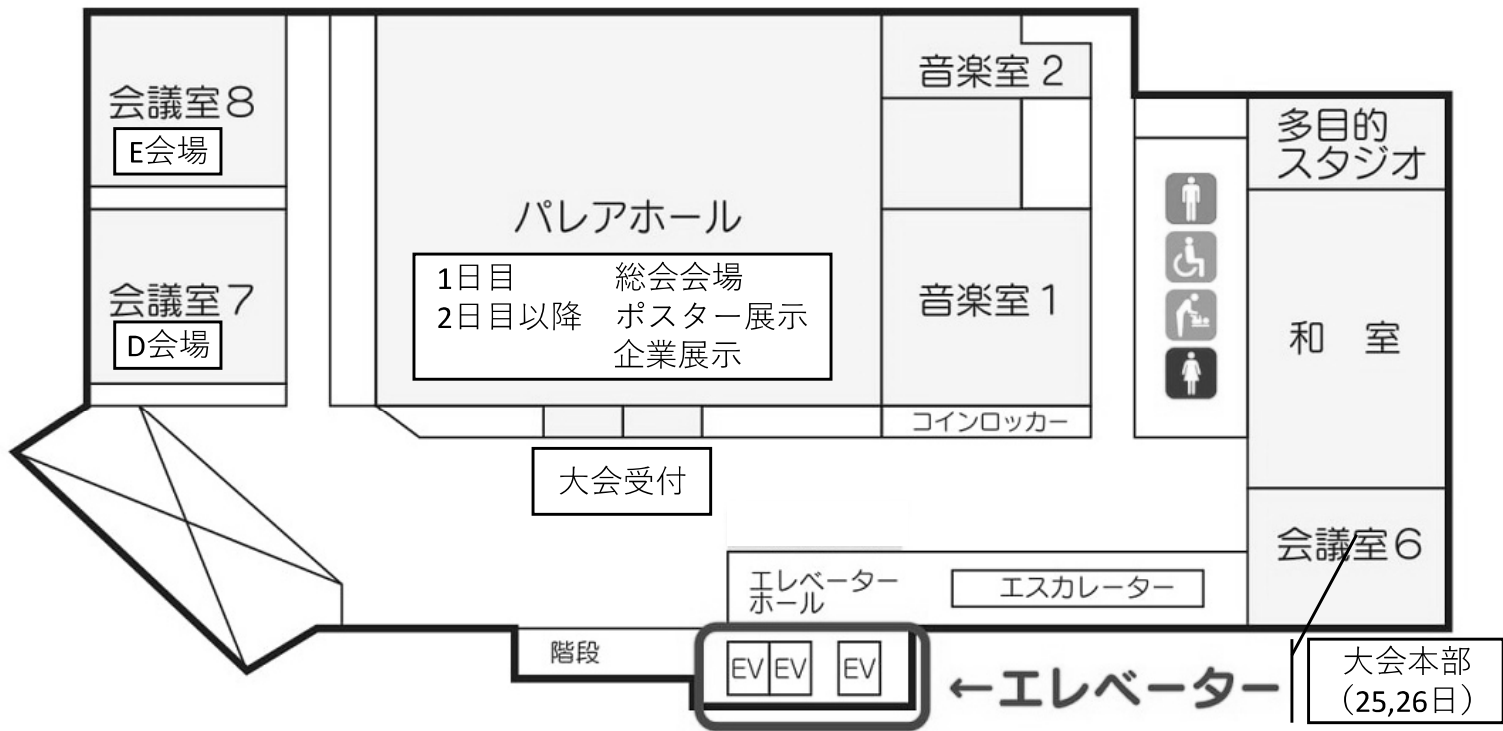 会議室8
E会場
会議室7
D会場
パレアホール
1日目 総会会場
2日目以降 ポスター展示
企業展示
音楽室2
音楽室1
コインロッカー
多目的
スタジオ
和 室
会議室6
大会受付
エレベーター
ホール
エスカレーター
階段
EV EV EV
←エレベーター
大会本部
（25,26日）